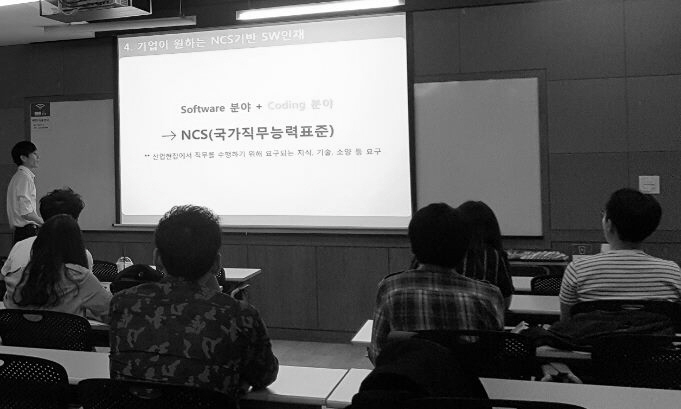 4. 기업이 원하는 NCS기반 SW인재
Software 분야 + Coding 분야
→ NCS(국가직무능력표준)
** 산업현장에서 직무를 수행하기 위해 요구되는 지식, 기술, 소양 등 요구